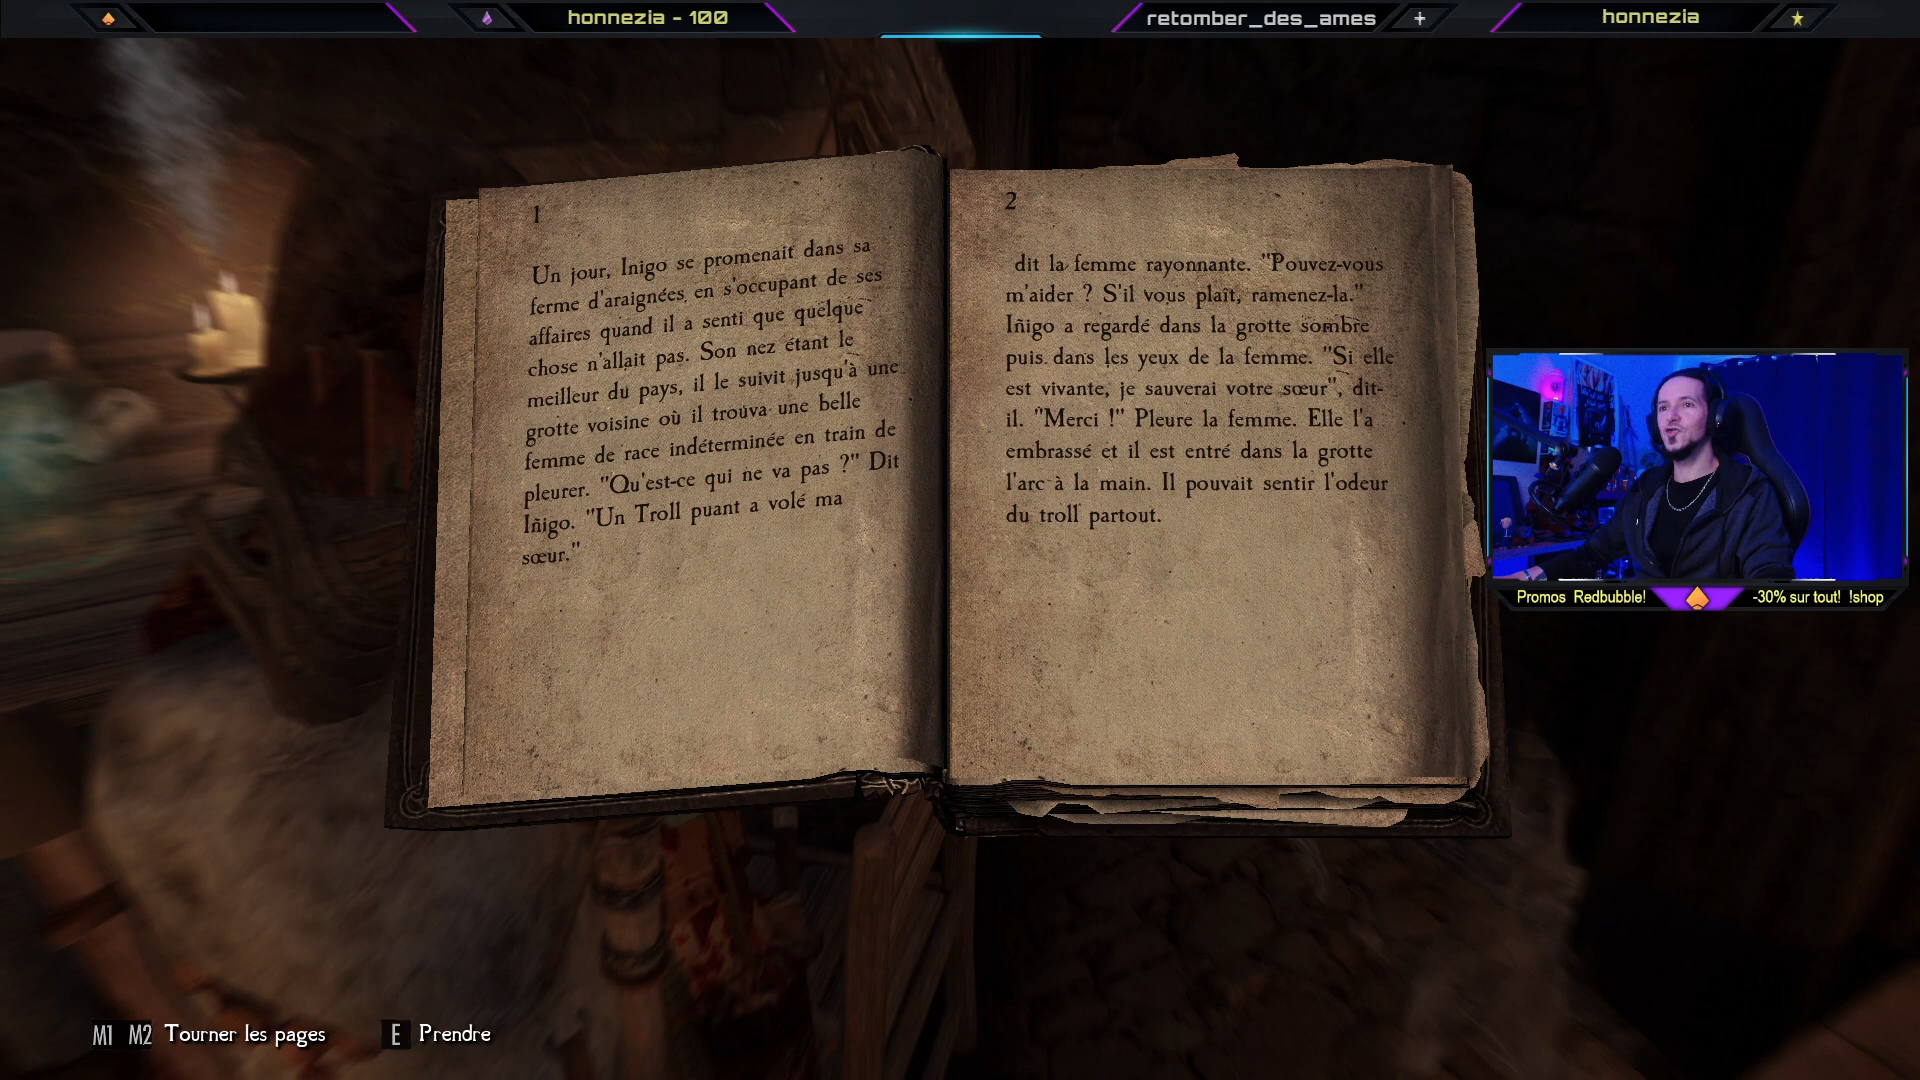 honnezia - 100
retomber_des_ames
honnezia
1
Un jour, Inigo se promenait dans sa
ferme d'araignées en s'occupant de ses
affaires quand il a senti que quelque
chose n'allait pas. Son nez étant le
meilleur du pays, il le suivit jusqu'à une
grotte voisine où il trouva une belle
femme de race indéterminée en train de
pleurer. "Qu'est-ce qui ne va pas ?" Dit
Iñigo. "Un Troll puant a volé ma
sœur."
2
dit la femme rayonnante. "Pouvez-vous
m'aider ? S'il vous plaît, ramenez-la."
Iñigo a regardé dans la grotte sombre
puis dans les yeux de la femme. "Si elle
est vivante, je sauverai votre sœur", dit-
il. "Merci !" Pleure la femme. Elle l'a
embrassé et il est entré dans la grotte
l'arc à la main. Il pouvait sentir l'odeur
du troll partout.
Promos Redbubble! -30% sur tout! !shop
M1 M2 Tourner les pages E Prendre